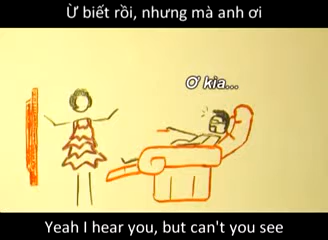 Ừ biết rồi, nhưng mà anh ơi
Ơ kìa...
Yeah I hear you, but can't you see